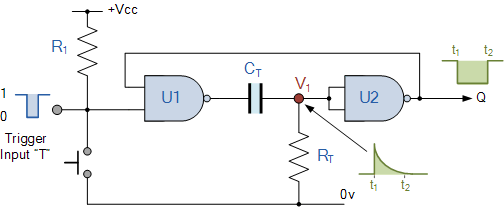 +Vcc
R1
CT
V1
t1 t2
U1
U2
Q
1
0
Trigger
Input "T"
RT
t1 t2
0v